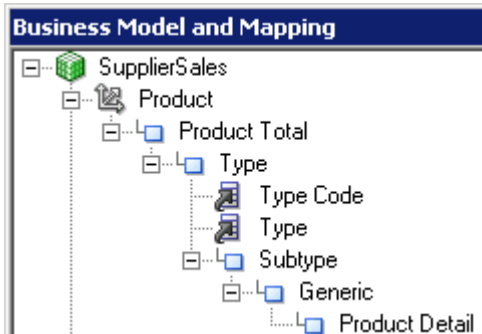 Business Model and Mapping
SupplierSales
Product
Product Total
Type
Type Code
Type
Subtype
Generic
Product Detail